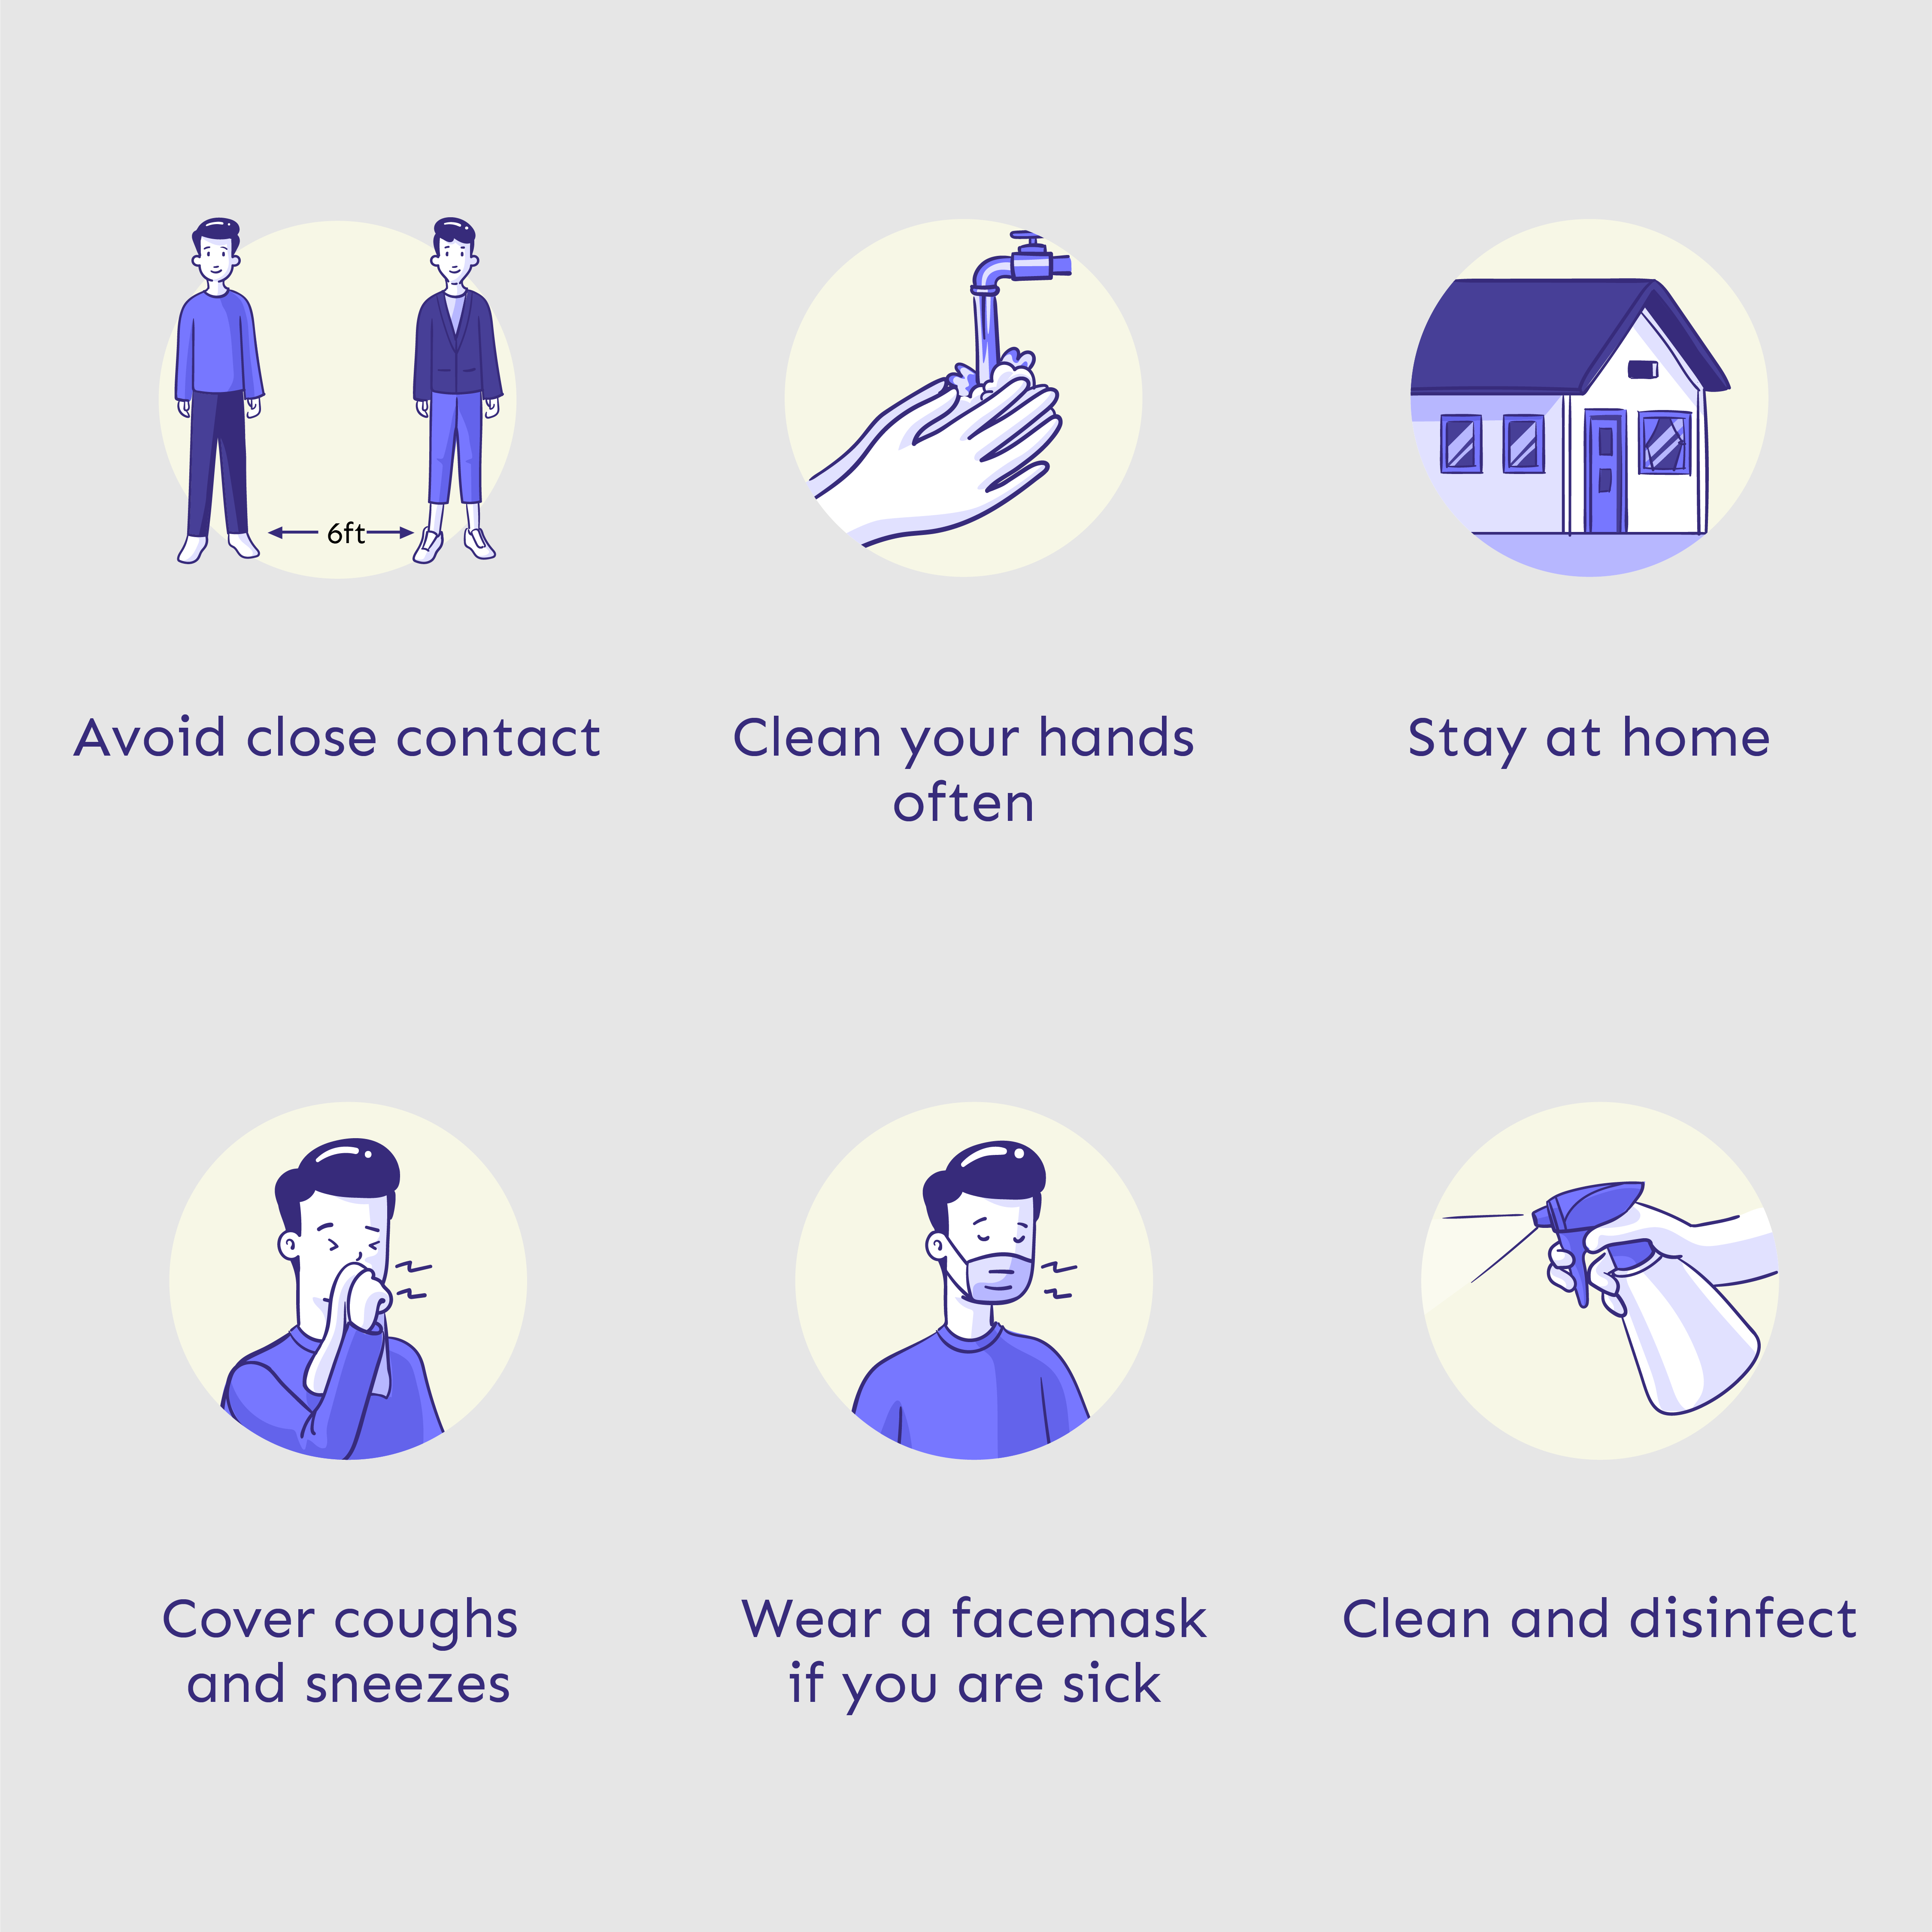 6ft
Avoid close contact
Clean your hands
often
Stay at home
Cover coughs
and sneezes
Wear a facemask
if you are sick
Clean and disinfect